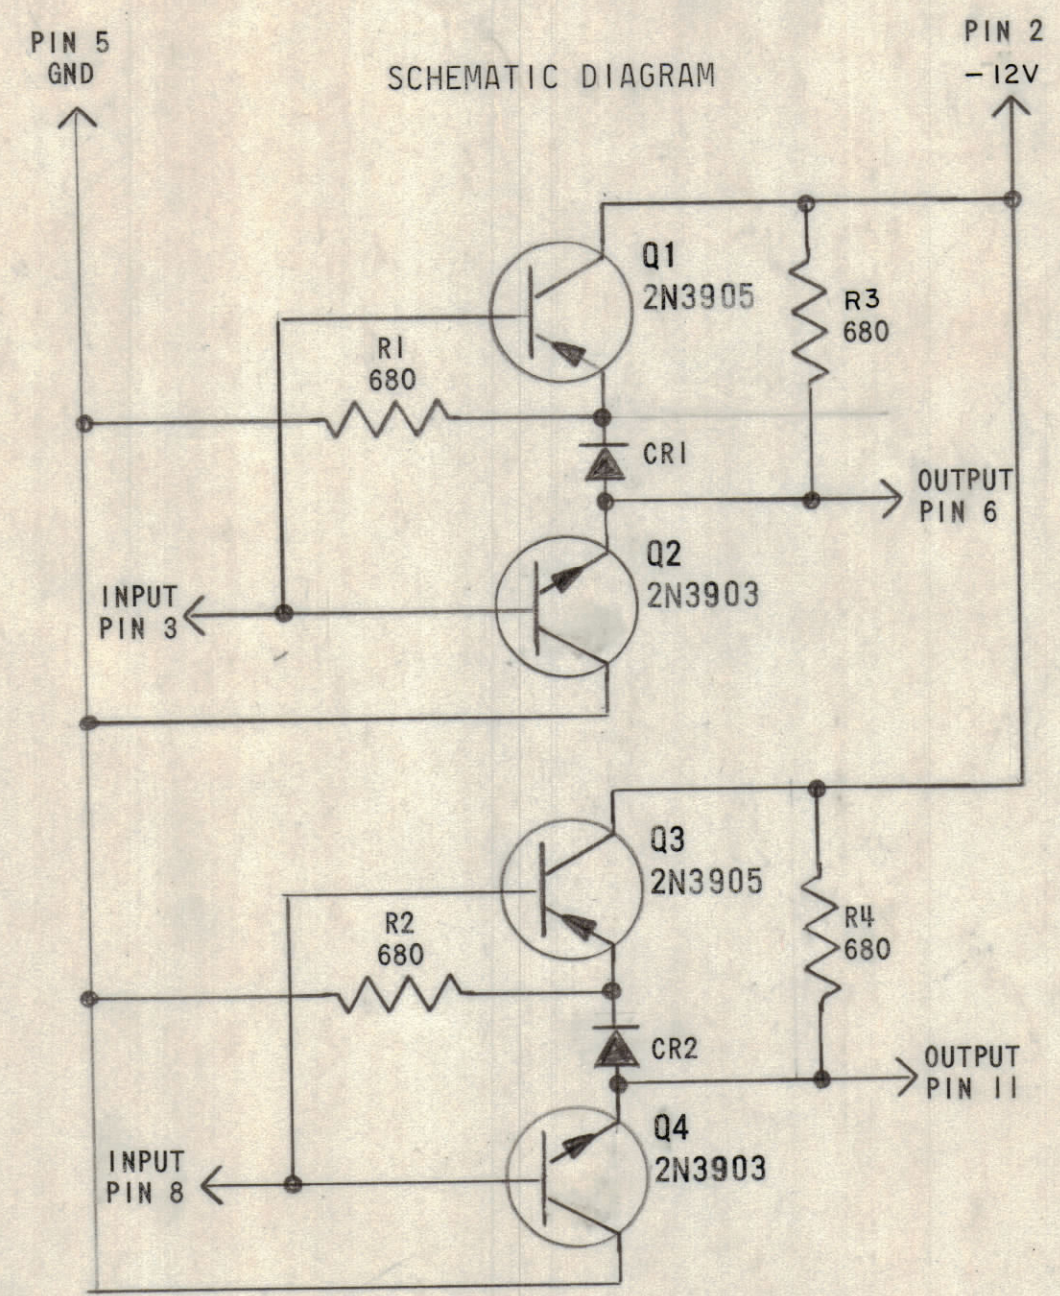 PIN 5
GND
SCHEMATIC DIAGRAM
PIN 2
-12V
Q1
2N3905
R3
680
R1
680
CR1
OUTPUT
PIN 6
Q2
2N3903
INPUT
PIN 3
Q3
2N3905
R2
680
R4
680
CR2
OUTPUT
PIN 11
Q4
2N3903
INPUT
PIN 8